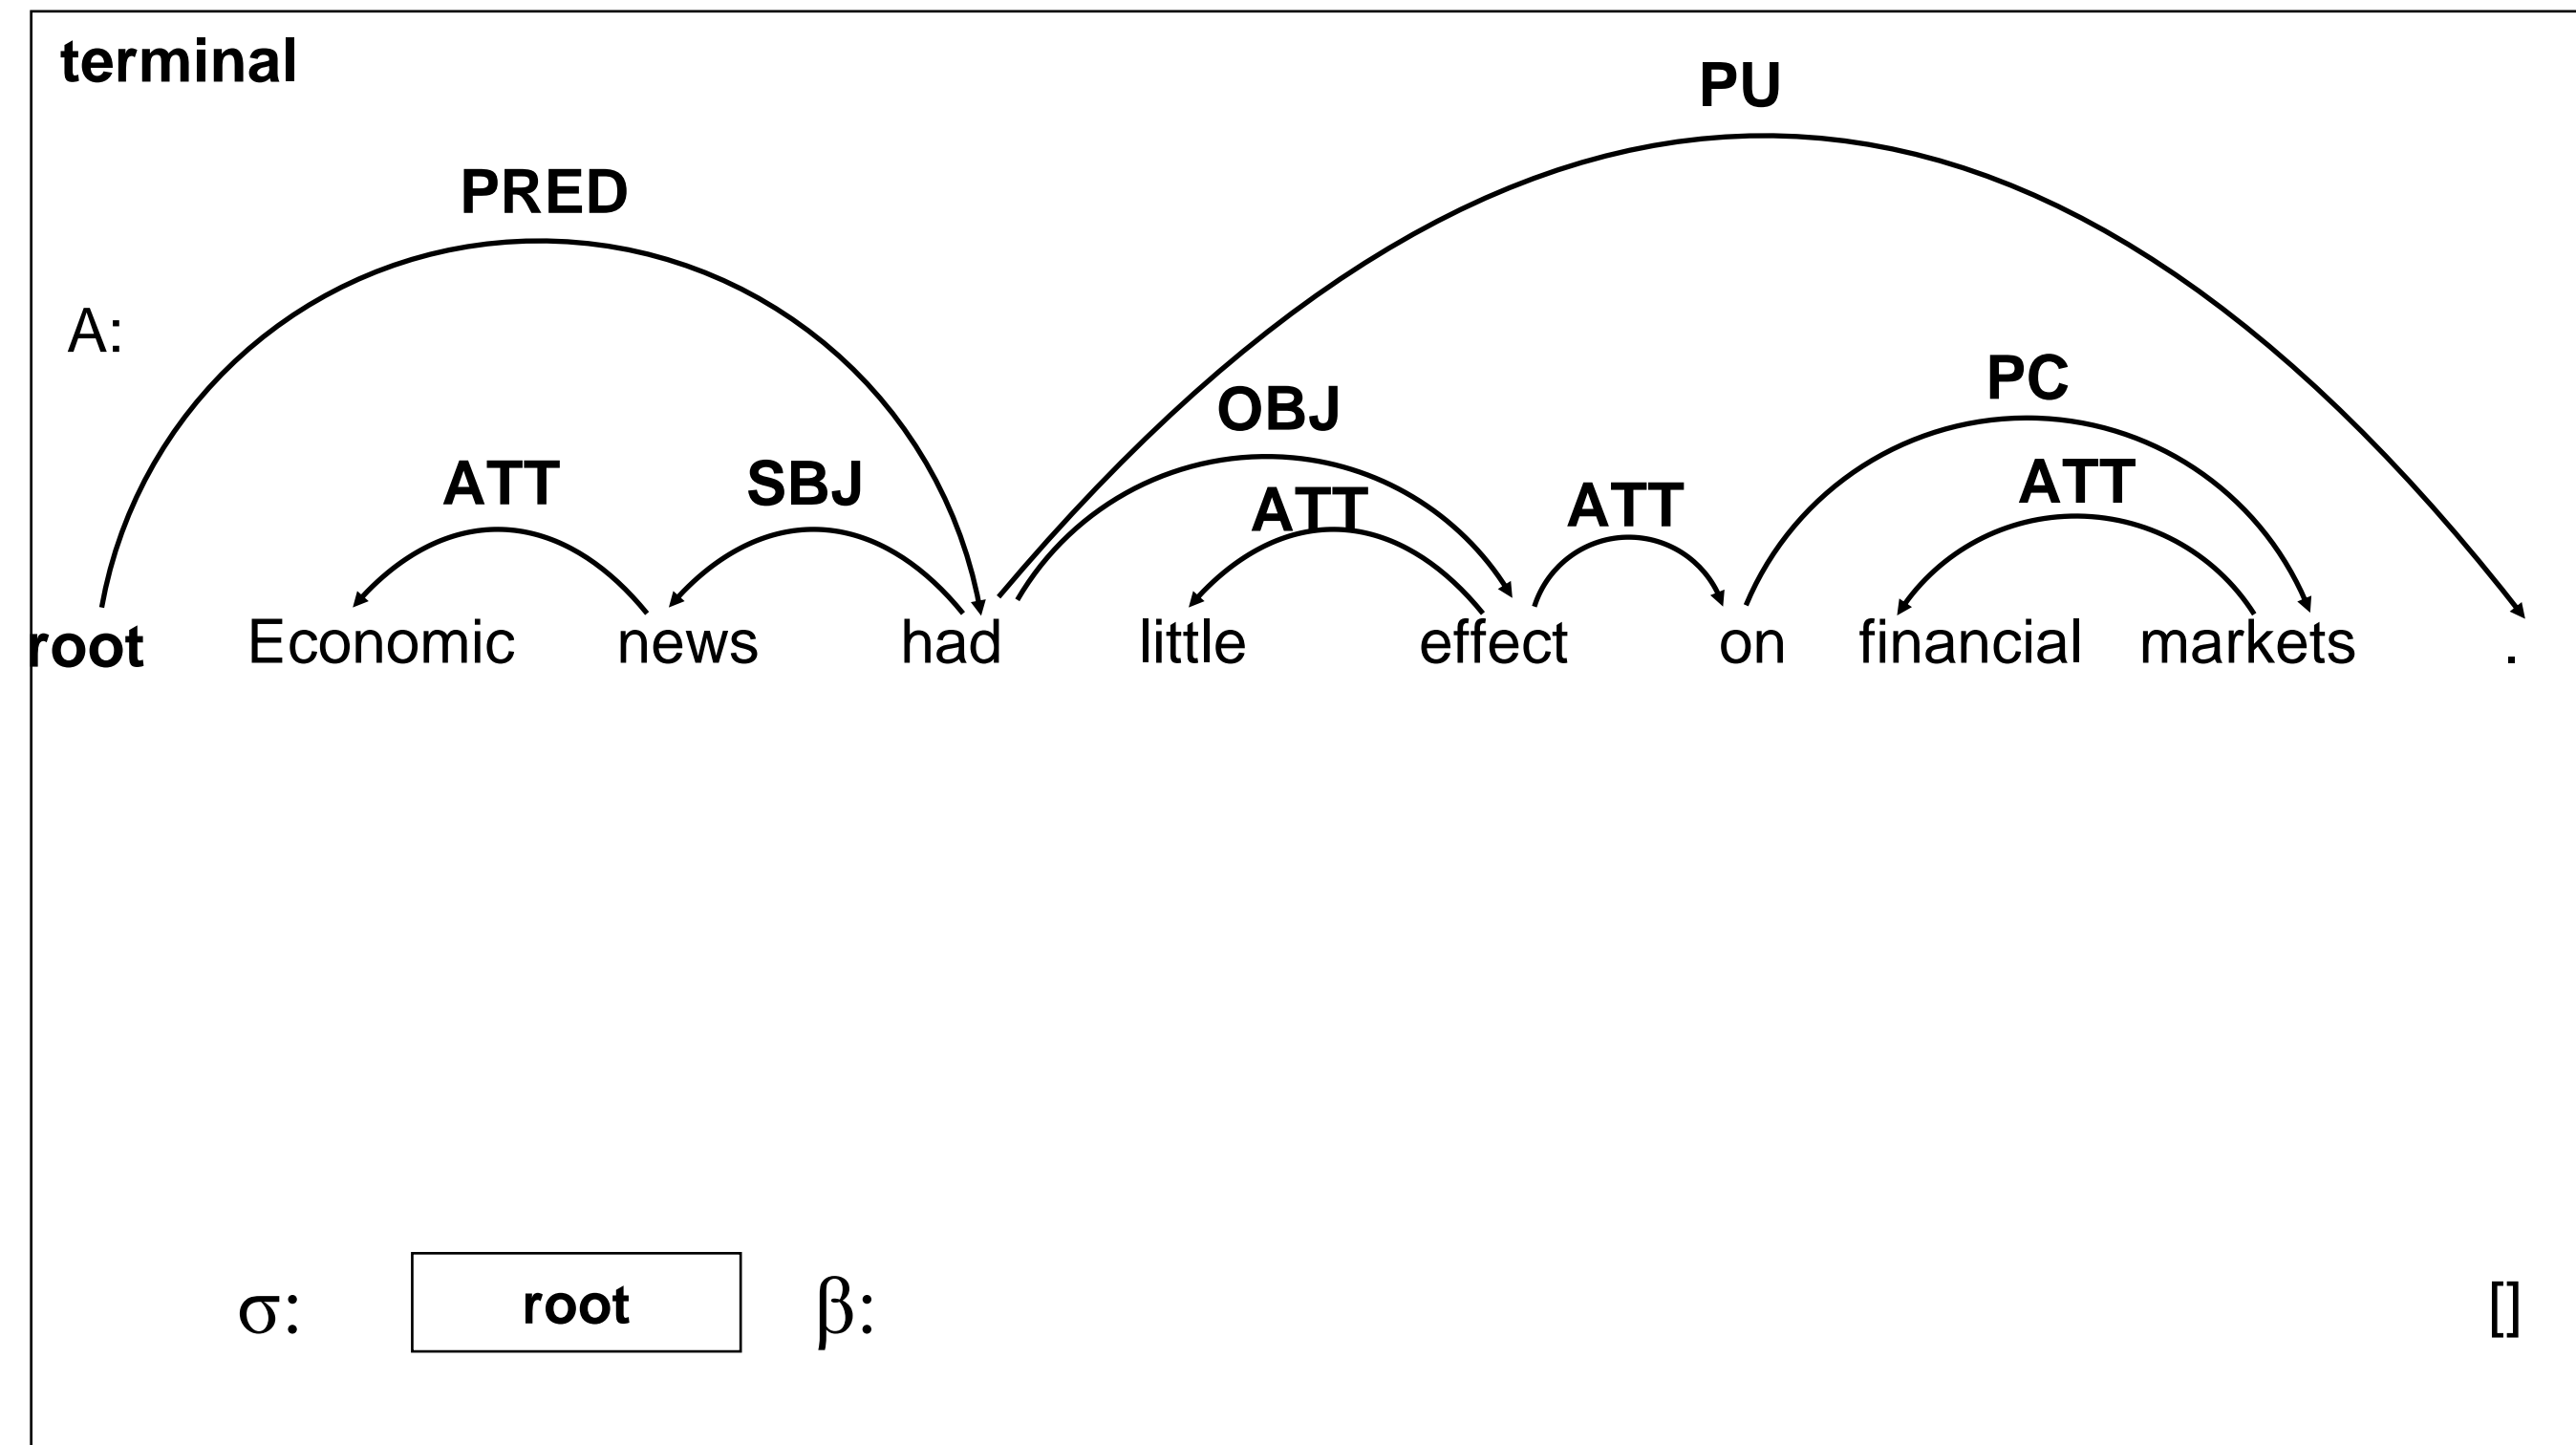 terminal
PU
PRED
A:
PC
OBJ
ATT SBJ ATT ATT ATT
root Economic news had little effect on financial markets .
σ: root β: []